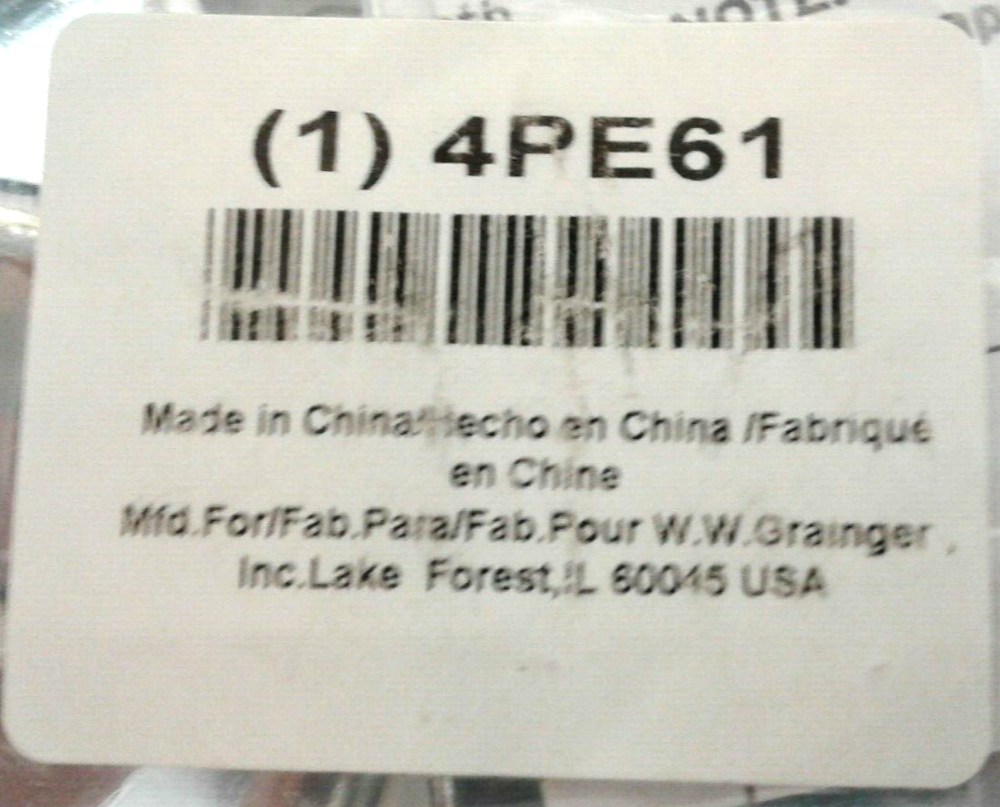 NOTE:
(1) 4PE61
Made in China/Hecho en China /Fabriqué
en Chine
Mfd.For/Fab.Para/Fab.Pour W.W.Grainger ,
Inc.Lake Forest,IL 60045 USA